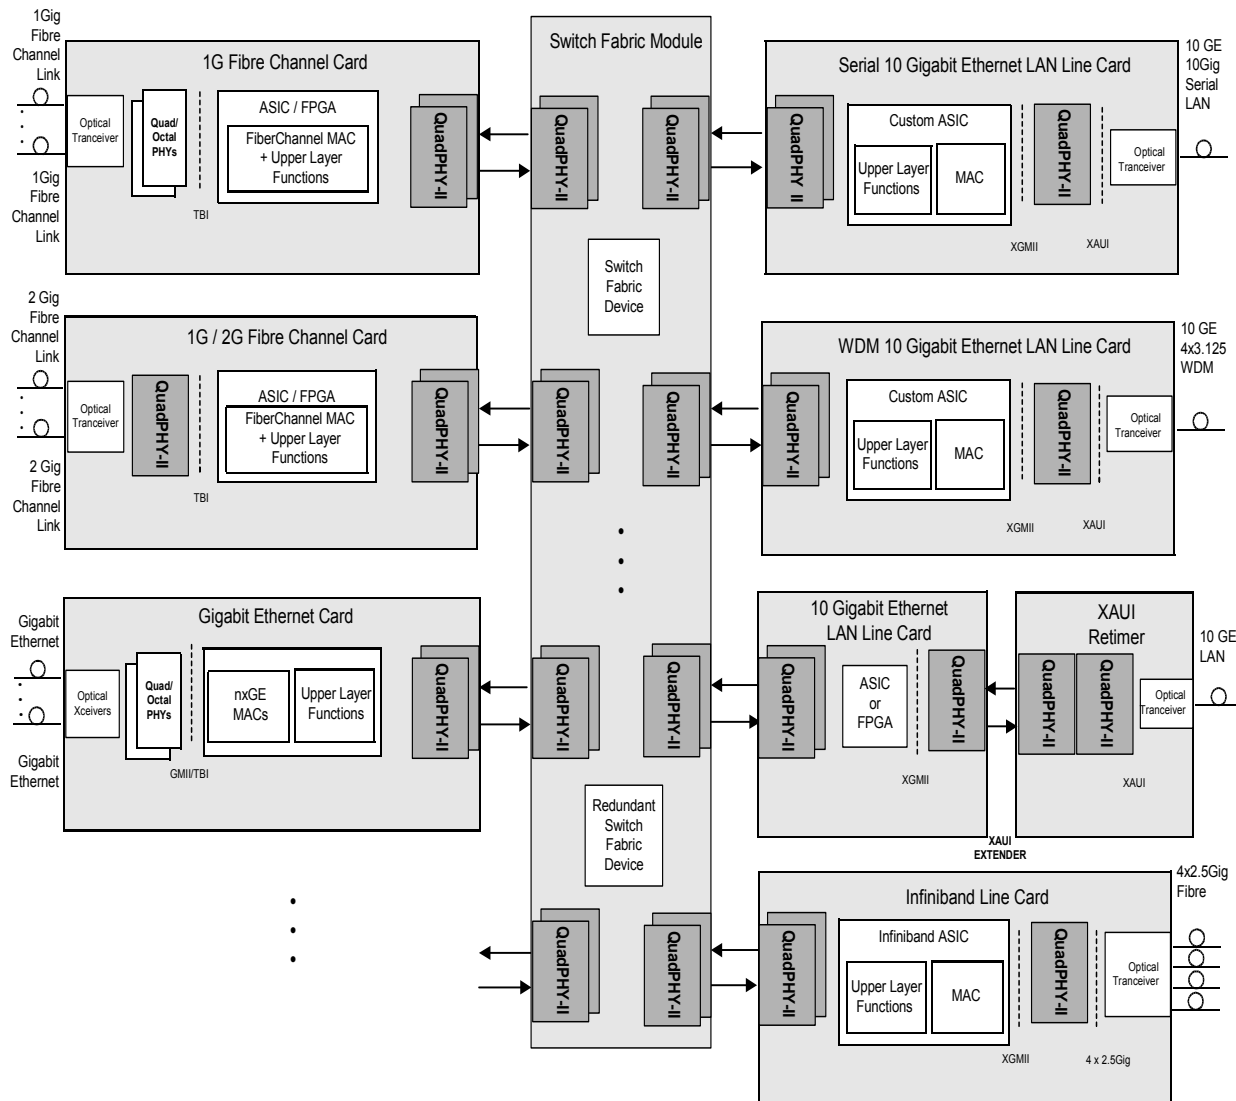 1Gig
Fibre
Channel
Link
1G Fibre Channel Card
Optical
Tranceiver
Quad/
Octal
PHYs
TBI
ASIC / FPGA
FiberChannel MAC
+ Upper Layer
Functions
QuadPHY-II
1Gig
Fibre
Channel
Link
Switch Fabric Module
QuadPHY-II
QuadPHY-II
Switch
Fabric
Device
Serial 10 Gigabit Ethernet LAN Line Card
QuadPHY II
Custom ASIC
Upper Layer
Functions
MAC
XGMII
QuadPHY-II
XAUI
Optical
Tranceiver
10 GE
10Gig
Serial
LAN
2 Gig
Fibre
Channel
Link
1G / 2G Fibre Channel Card
Optical
Tranceiver
QuadPHY-II
TBI
ASIC / FPGA
FiberChannel MAC
+ Upper Layer
Functions
QuadPHY-II
2 Gig
Fibre
Channel
Link
QuadPHY-II
QuadPHY-II
WDM 10 Gigabit Ethernet LAN Line Card
QuadPHY-II
Custom ASIC
Upper Layer
Functions
MAC
XGMII
QuadPHY-II
XAUI
Optical
Tranceiver
10 GE
4x3.125
WDM
Gigabit
Ethernet
Gigabit Ethernet Card
Optical
Xceivers
Quad/
Octal
PHYs
GMII/TBI
nxGE
MACs
Upper Layer
Functions
QuadPHY-II
Gigabit
Ethernet
QuadPHY-II
QuadPHY-II
10 Gigabit Ethernet
LAN Line Card
QuadPHY-II
ASIC
or
FPGA
XGMII
QuadPHY-II
XAUI
EXTENDER
XAUI
Retimer
QuadPHY-II
QuadPHY-II
XAUI
Optical
Tranceiver
10 GE
LAN
Redundant
Switch
Fabric
Device
QuadPHY-II
QuadPHY-II
Infiniband Line Card
QuadPHY-II
Infiniband ASIC
Upper Layer
Functions
MAC
XGMII
QuadPHY-II
4 x 2.5Gig
Optical
Tranceiver
4x2.5Gig
Fibre